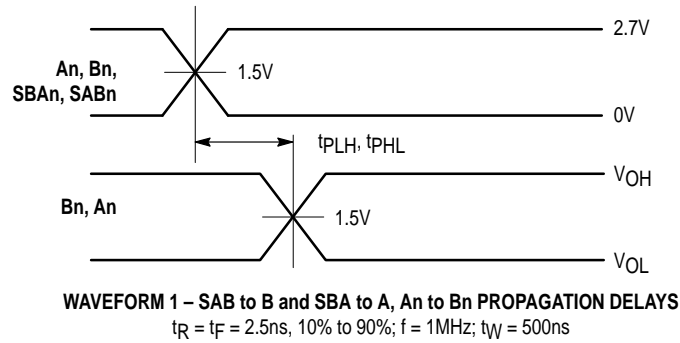 2.7V
An, Bn,
SBAn, SABn
1.5V
0V
tPLH, tPHL
VOH
Bn, An
1.5V
VOL
WAVEFORM 1 – SAB to B and SBA to A, An to Bn PROPAGATION DELAYS
tR = tF = 2.5ns, 10% to 90%; f = 1MHz; tW = 500ns